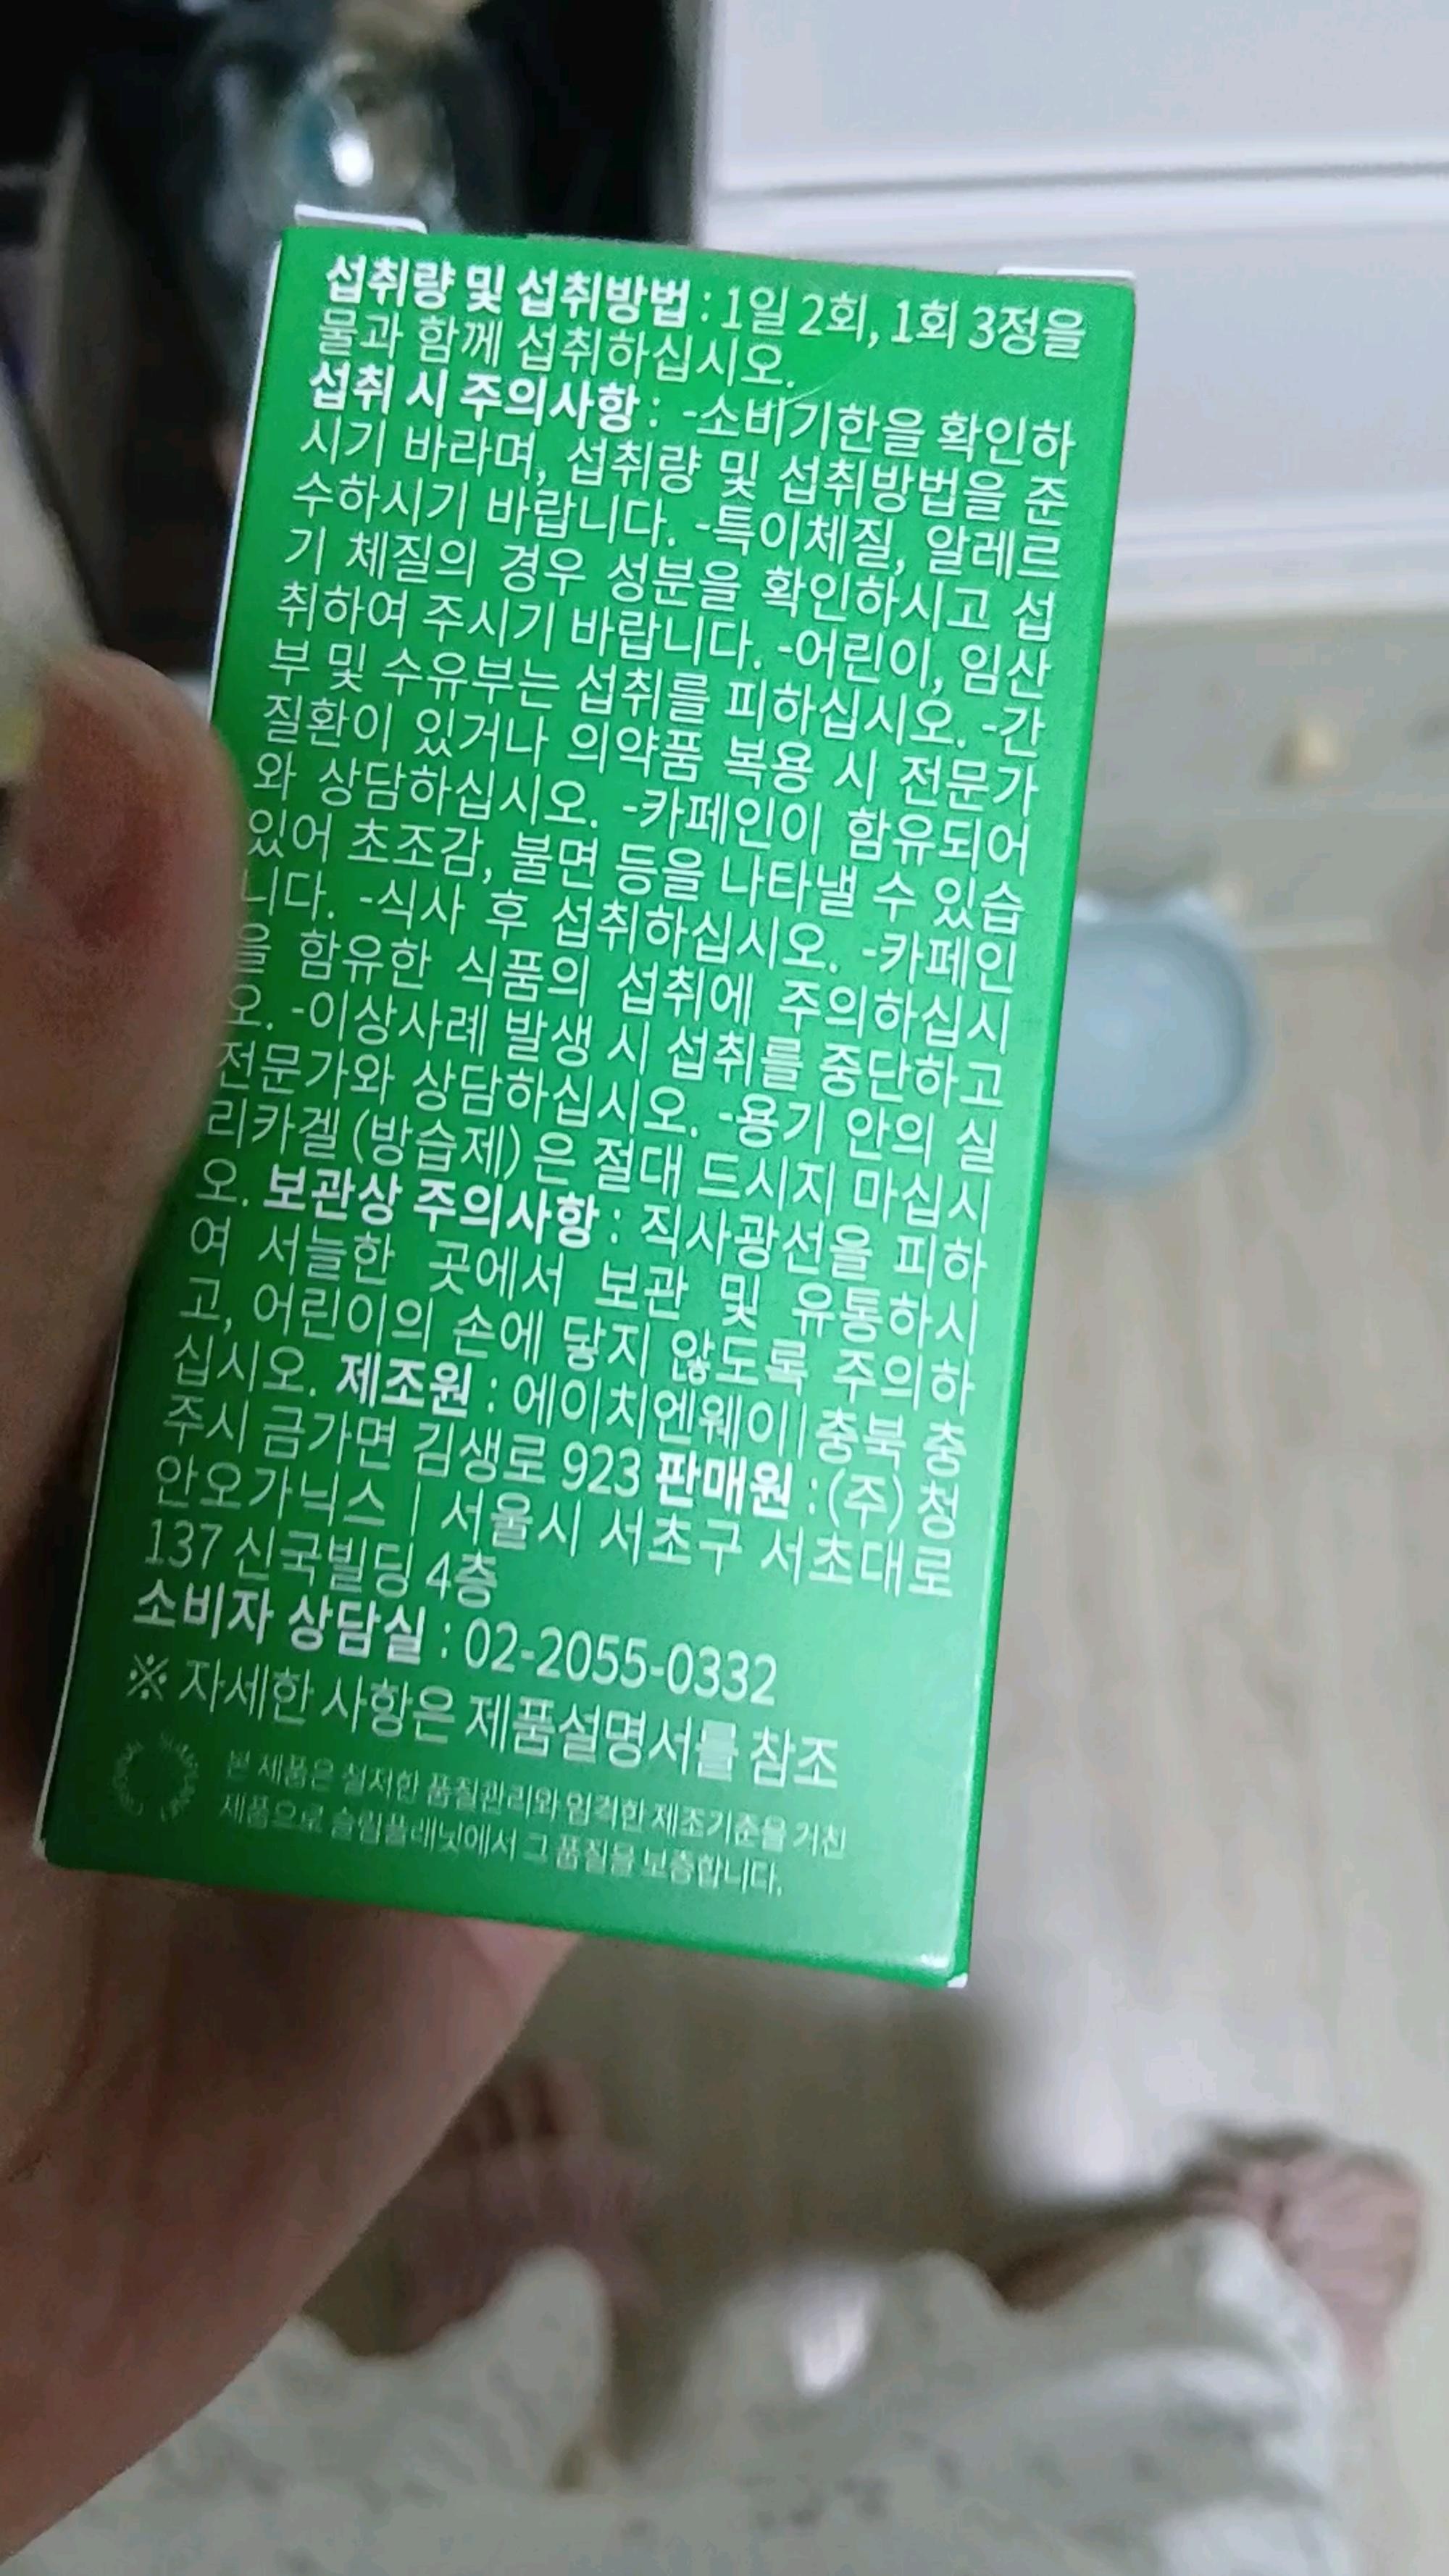 섭취량 및 섭취방법 : 1일 2회, 1회 3정을
물과 함께 섭취하십시오.
섭취 시 주의사항 : -소비기한을 확인하
시기 바라며, 섭취량 및 섭취방법을 준
수하시기 바랍니다. -특이체질, 알레르
기 체질의 경우 성분을 확인하시고 섭
취하여 주시기 바랍니다. -어린이, 임산
부 및 수유부는 섭취를 피하십시오. -간
질환이 있거나 의약품 복용 시 전문가
와 상담하십시오. -카페인이 함유되어
있어 초조감, 불면 등을 나타낼 수 있습
니다. -식사 후 섭취하십시오. -카페인
을 함유한 식품의 섭취에 주의하십시
오. -이상사례 발생 시 섭취를 중단하고
전문가와 상담하십시오. -용기 안의 실
리카겔(방습제)은 절대 드시지 마십시
오. 보관상 주의사항 : 직사광선을 피하
여 서늘한 곳에서 보관 및 유통하시
고, 어린이의 손에 닿지 않도록 주의하
십시오. 제조원 : 에이치엔웨이|충북 충
주시 금가면 김생로 923 판매원 : (주) 청
안오가닉스 | 서울시 서초구 서초대로
137 신국빌딩 4층
소비자 상담실 : 02-2055-0332
※ 자세한 사항은 제품설명서를 참조
본 제품은 철저한 품질관리와 엄격한 제조기준을 거친
제품으로 슬림플래닛에서 그 품질을 보증합니다.